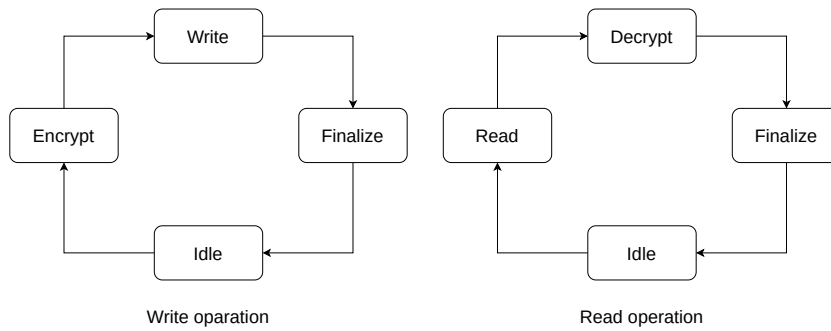 Write
Encrypt
Finalize
Idle
Write oparation
Decrypt
Read
Finalize
Idle
Read operation